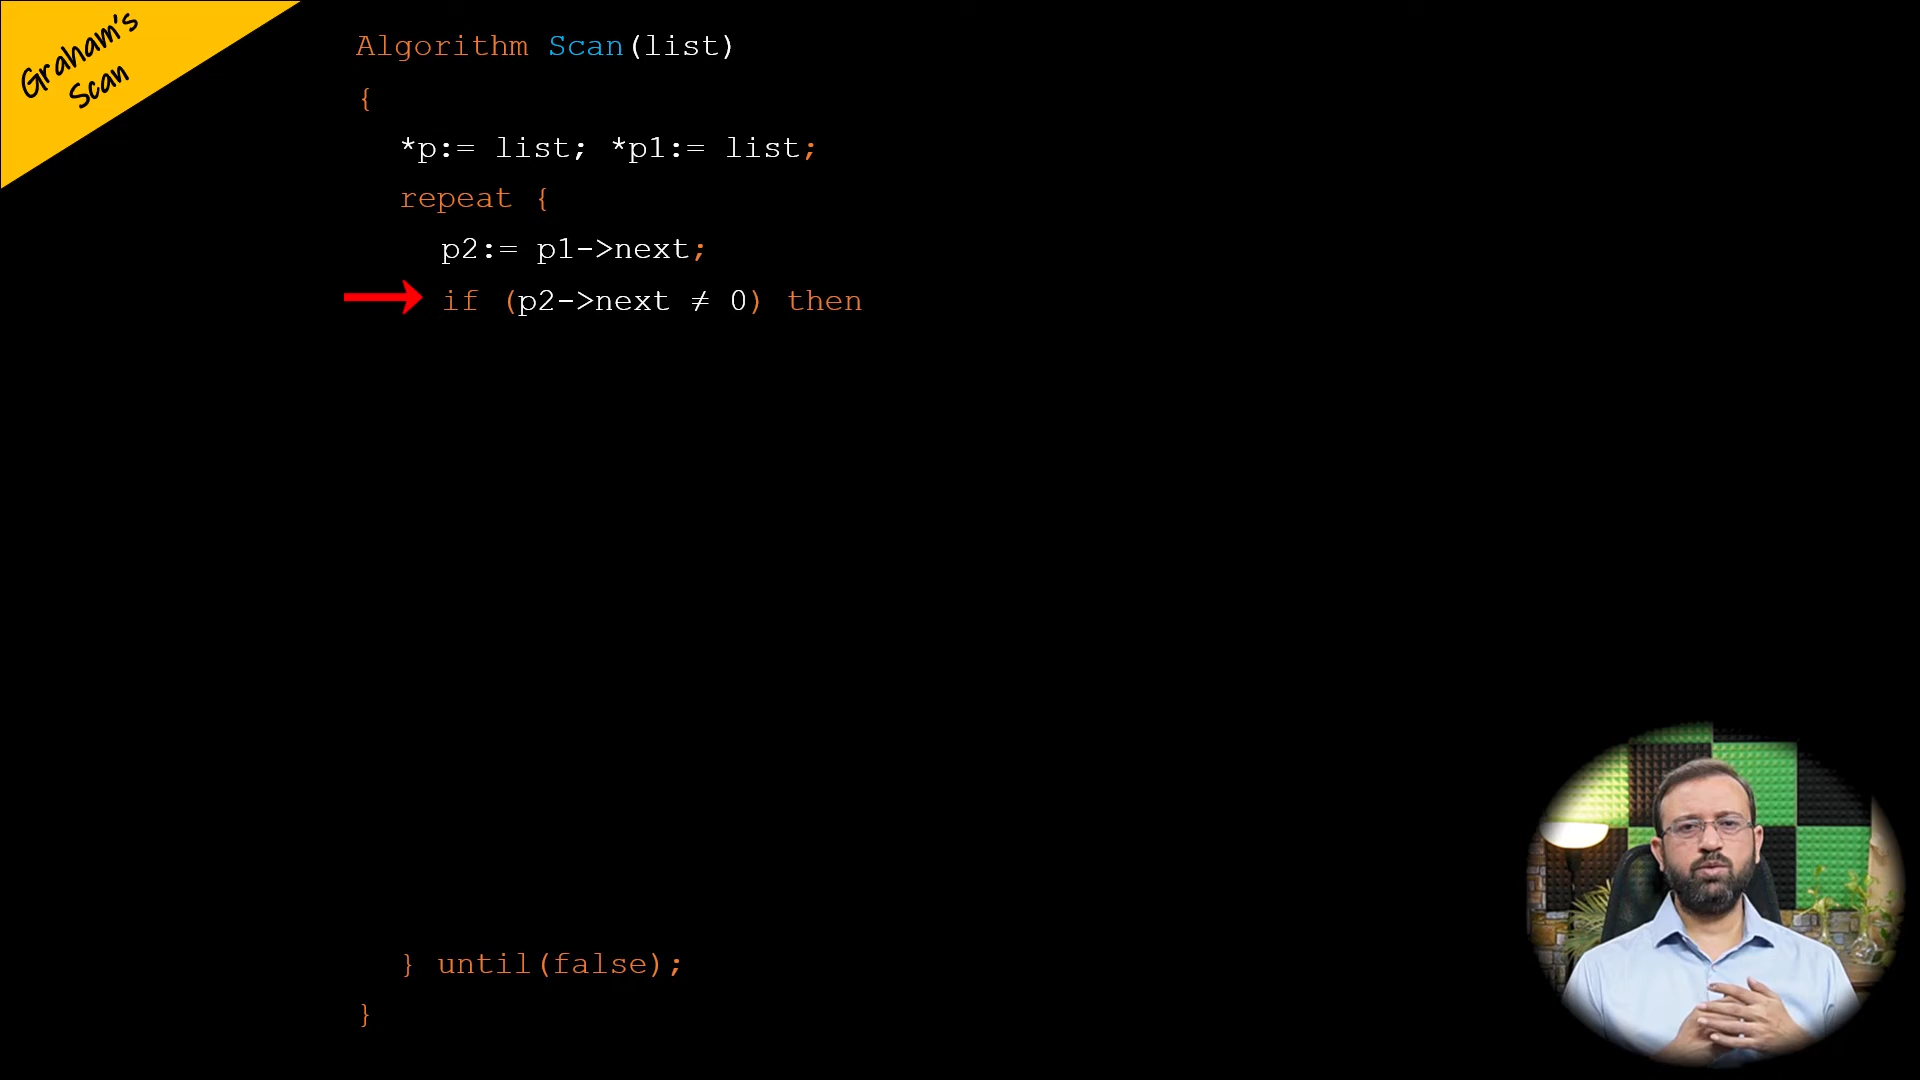 Graham's
Scan
Algorithm Scan(list)
{
*p:= list; *p1:= list;
repeat {
p2:= p1->next;
if (p2->next ≠ 0) then
} until(false);
}